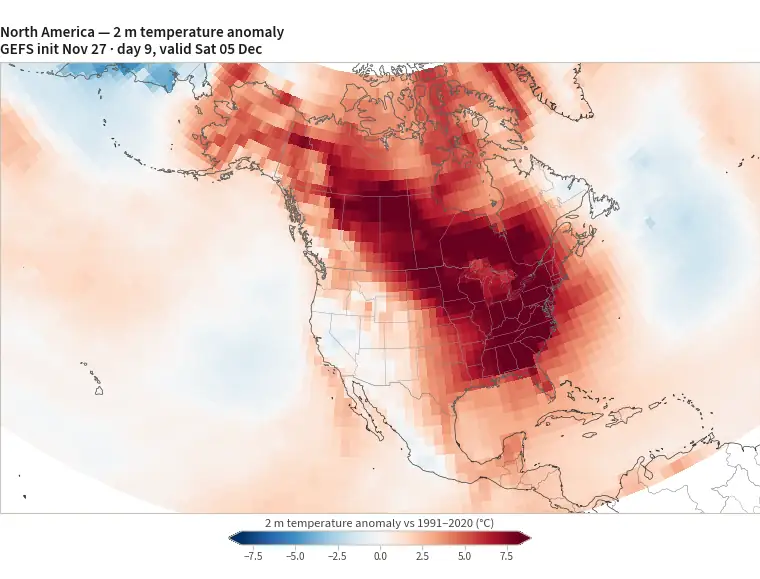 North America — 2 m temperature anomaly
GEFS init Nov 27 · day 9, valid Sat 05 Dec
2 m temperature anomaly vs 1991–2020 (°C)
−7.5 −5.0 −2.5 0.0 2.5 5.0 7.5